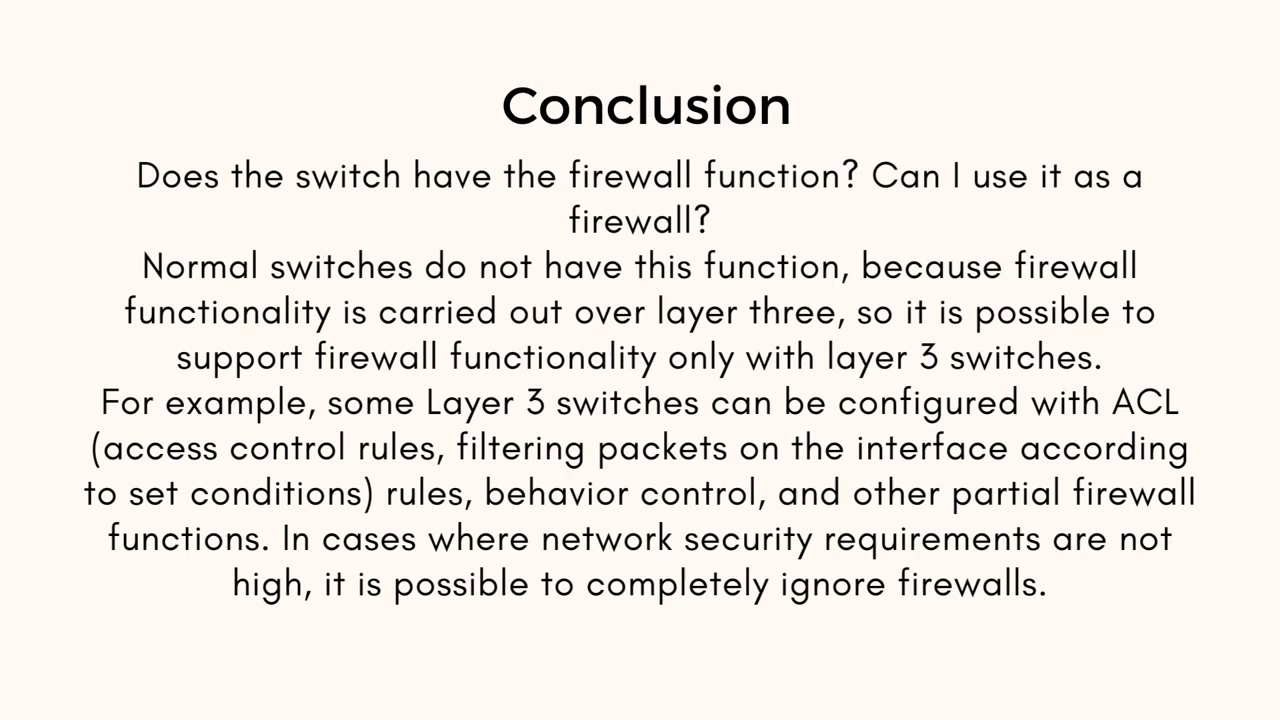 Conclusion
Does the switch have the firewall function? Can I use it as a
firewall?
Normal switches do not have this function, because firewall
functionality is carried out over layer three, so it is possible to
support firewall functionality only with layer 3 switches.
For example, some Layer 3 switches can be configured with ACL
(access control rules, filtering packets on the interface according
to set conditions) rules, behavior control, and other partial firewall
functions. In cases where network security requirements are not
high, it is possible to completely ignore firewalls.